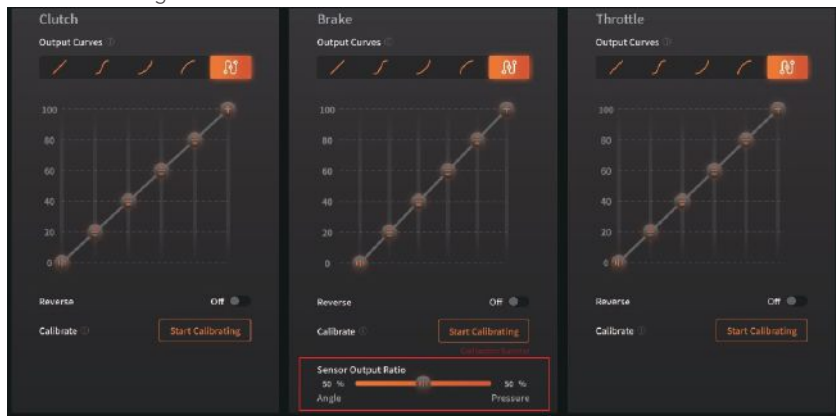 Clutch
Output Curves
100
80
60
40
20
0
Reverse Off
Calibrate Start Calibrating
Brake
Output Curves
100
80
60
40
20
0
Reverse Off
Calibrate Start Calibrating
Sensor Output Ratio
50 % 50 %
Angle Pressure
Throttle
Output Curves
100
80
60
40
20
0
Reverse Off
Calibrate Start Calibrating